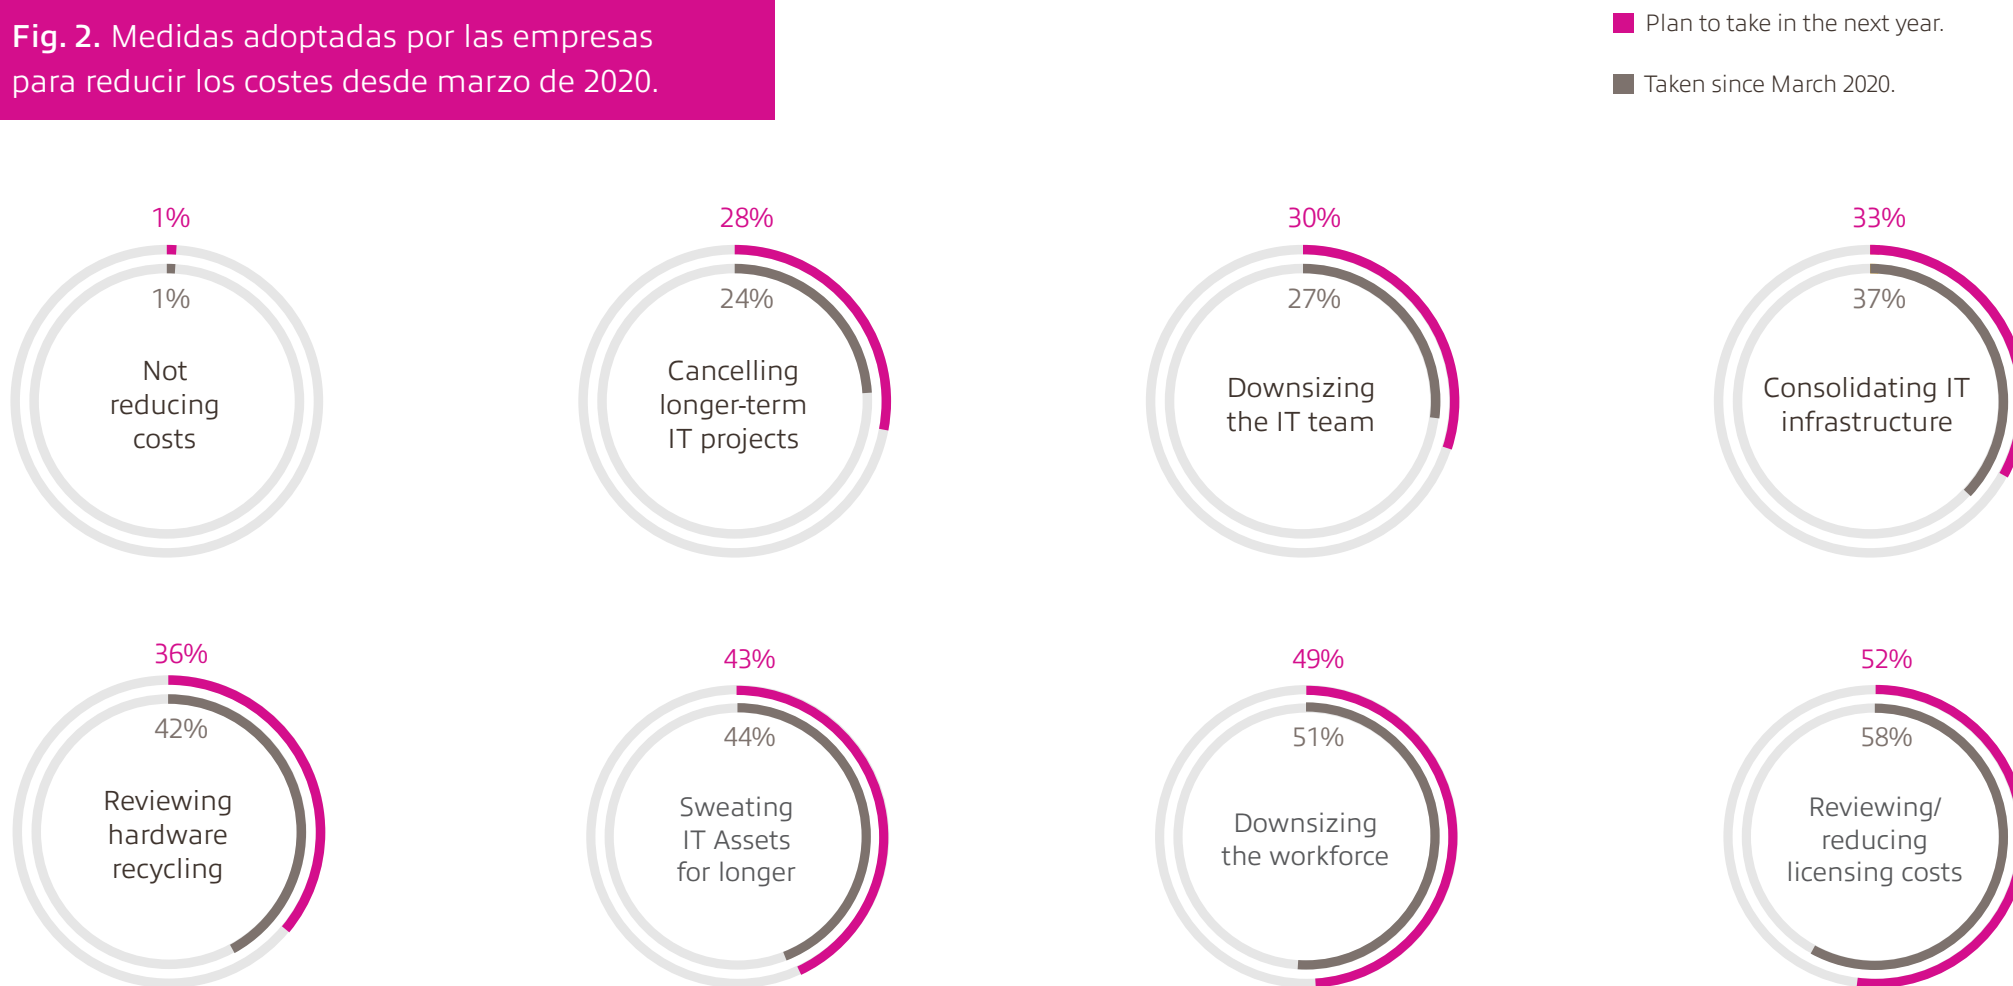 Fig. 2. Medidas adoptadas por las empresas
para reducir los costes desde marzo de 2020.
Plan to take in the next year.
Taken since March 2020.
1%
1%
Not
reducing
costs
28%
24%
Cancelling
longer-term
IT projects
30%
27%
Downsizing
the IT team
33%
37%
Consolidating IT
infrastructure
36%
42%
Reviewing
hardware
recycling
43%
44%
Sweating
IT Assets
for longer
49%
51%
Downsizing
the workforce
52%
58%
Reviewing/
reducing
licensing costs